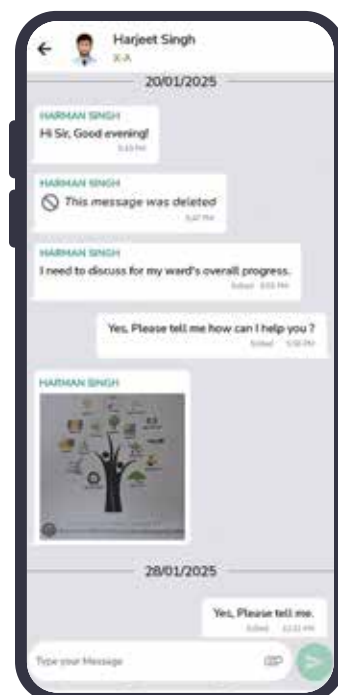 Harjeet Singh
X-A
20/01/2025
HARMAN SINGH
Hi Sir, Good evening!
HARMAN SINGH
This message was deleted
HARMAN SINGH
I need to discuss for my ward's overall progress.
Edited
Yes, Please tell me how can I help you ?
Edited
HARMAN SINGH
28/01/2025
Yes, Please tell me.
Edited
Type your Message